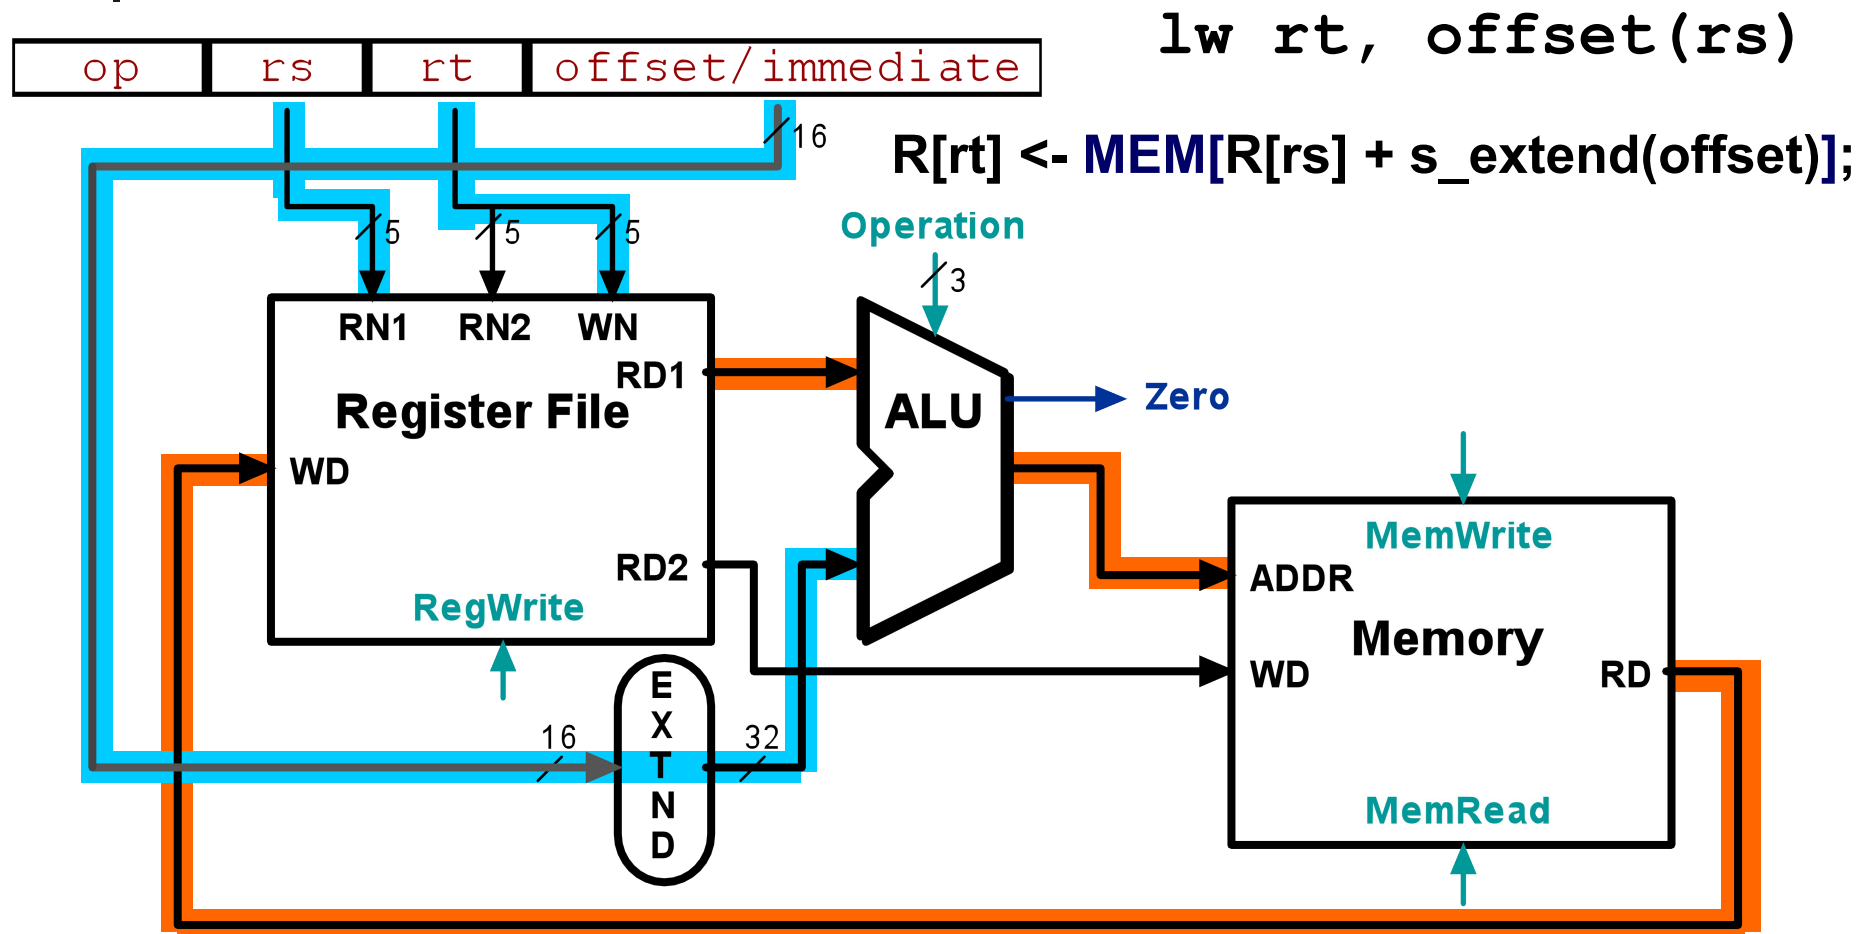 lw rt, offset(rs)
op rs rt offset/immediate
16
R[rt] <- MEM[R[rs] + s_extend(offset)];
5 5 5
Operation
3
RN1 RN2 WN
RD1
Register File
ALU
Zero
WD
MemWrite
RD2
ADDR
RegWrite
Memory
WD
RD
16
EXTND
32
MemRead